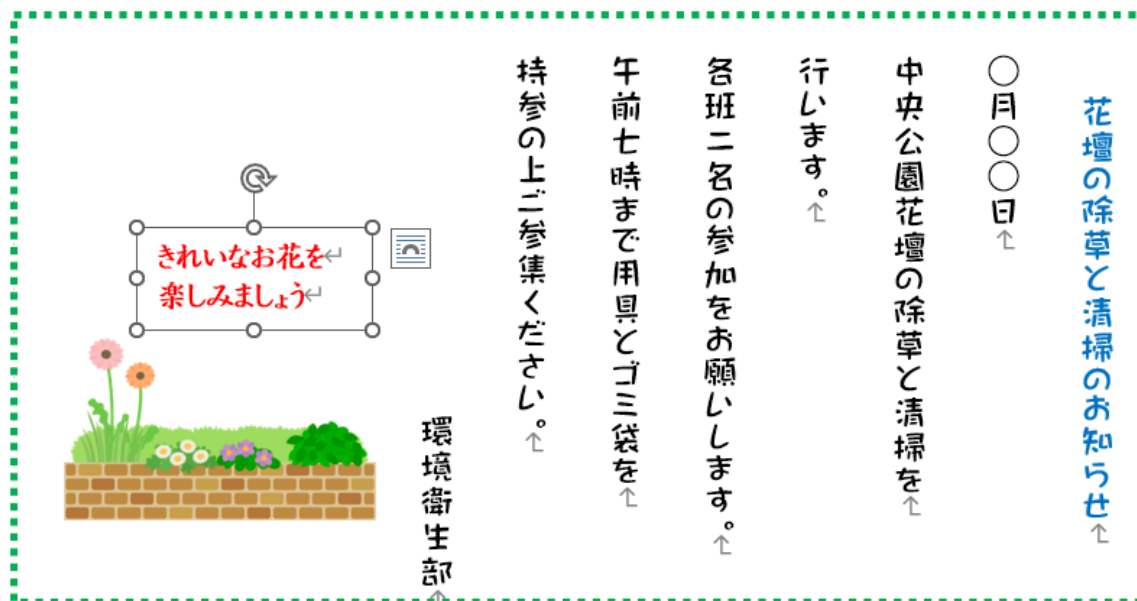 花壇の除草と清掃のお知らせ
〇月〇〇日
中央公園花壇の除草と清掃を
行います。
各班二名の参加をお願いします。
午前七時まで用具とゴミ袋を
持参の上ご参集ください。
環境衛生部
きれいなお花を
楽しみましょう